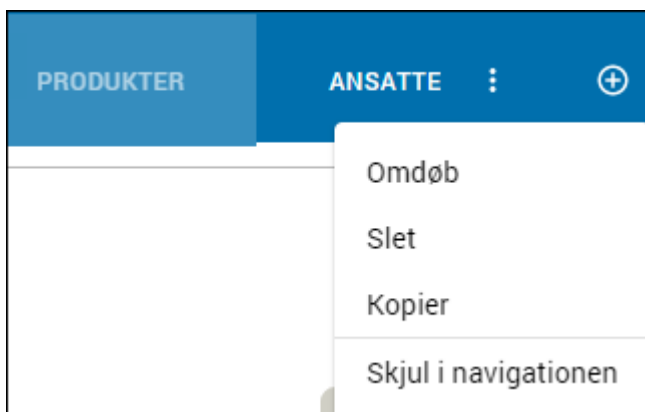 PRODUKTER ANSATTE
Omdøb
Slet
Kopier
Skjul i navigationen